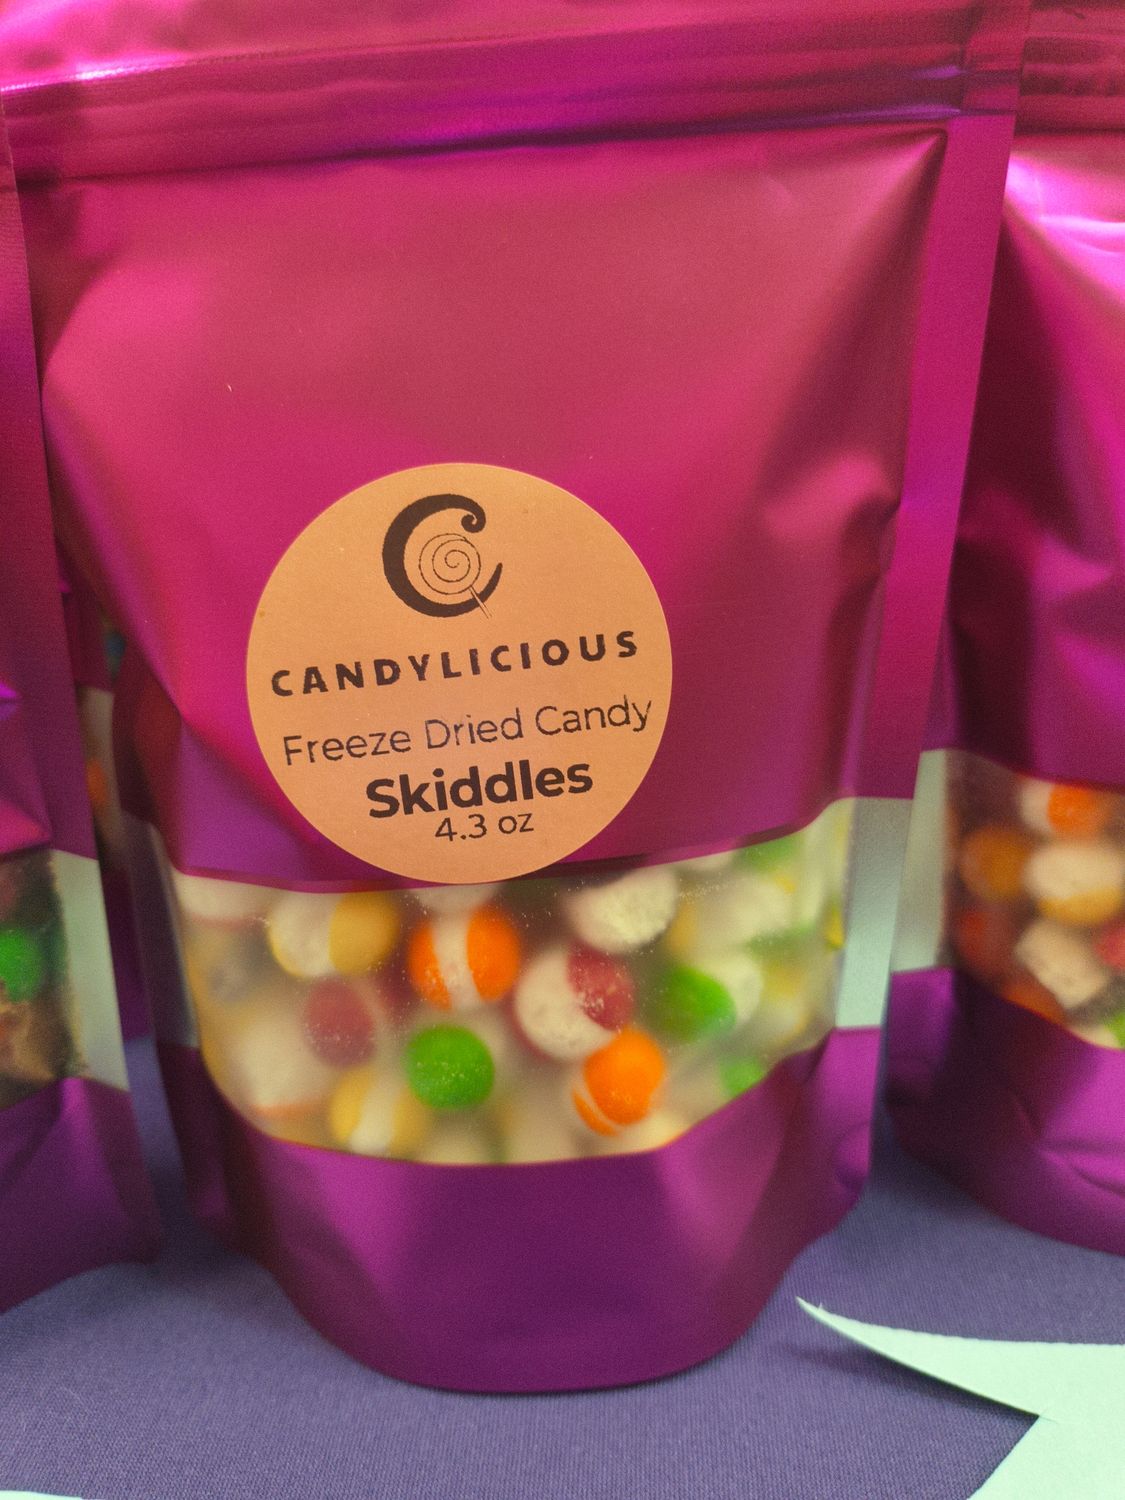 CANDYLICIOUS
Freeze Dried Candy
Skiddles
4.3 oz